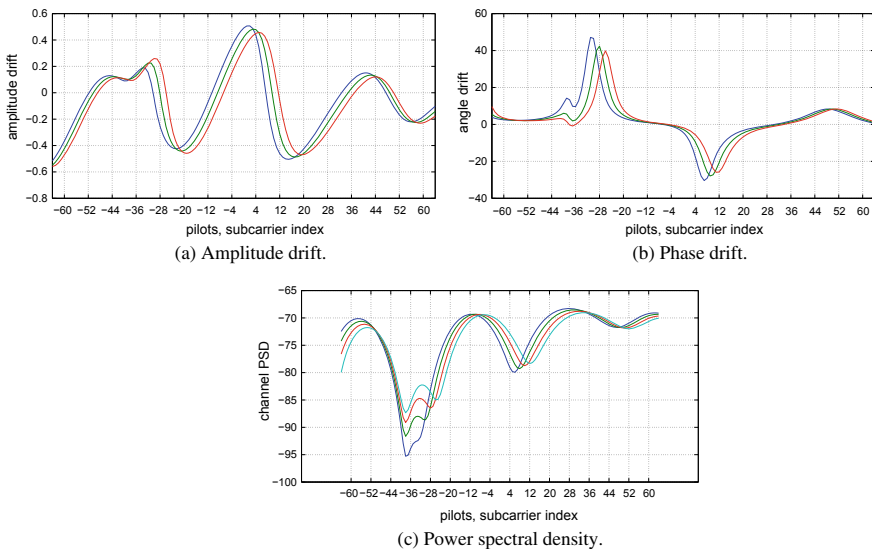 0.6
0.4
0.2
0
−0.2
−0.4
−0.6
−0.8
amplitude drift
−60 −52 −44 −36 −28 −20 −12 −4 4 12 20 28 36 44 52 60
pilots, subcarrier index
(a) Amplitude drift.
60
40
20
0
−20
−40
angle drift
−60 −52 −44 −36 −28 −20 −12 −4 4 12 20 28 36 44 52 60
pilots, subcarrier index
(b) Phase drift.
−65
−70
−75
−80
−85
−90
−95
−100
channel PSD
−60 −52 −44 −36 −28 −20 −12 −4 4 12 20 28 36 44 52 60
pilots, subcarrier index
(c) Power spectral density.